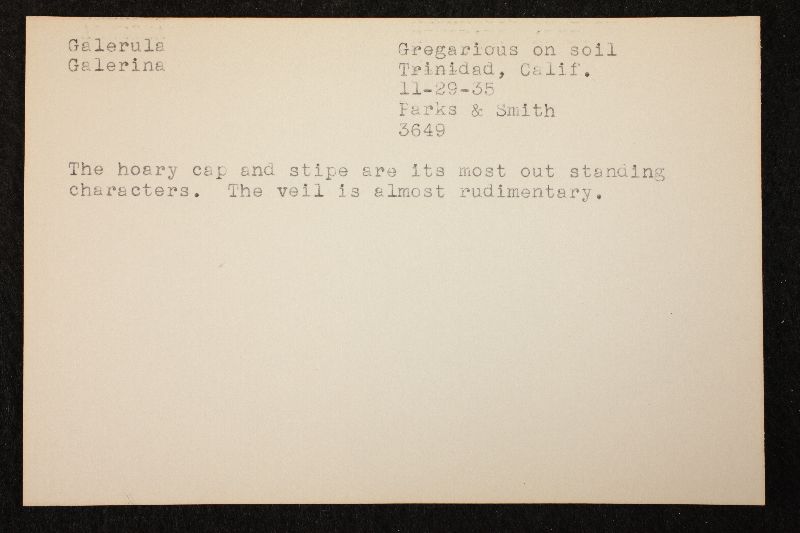 Galerula
Galerina
Gregarious on soil
Trinidad, Calif.
11-29-35
Parks & Smith
3649
The hoary cap and stipe are its most out standing
characters. The veil is almost rudimentary.